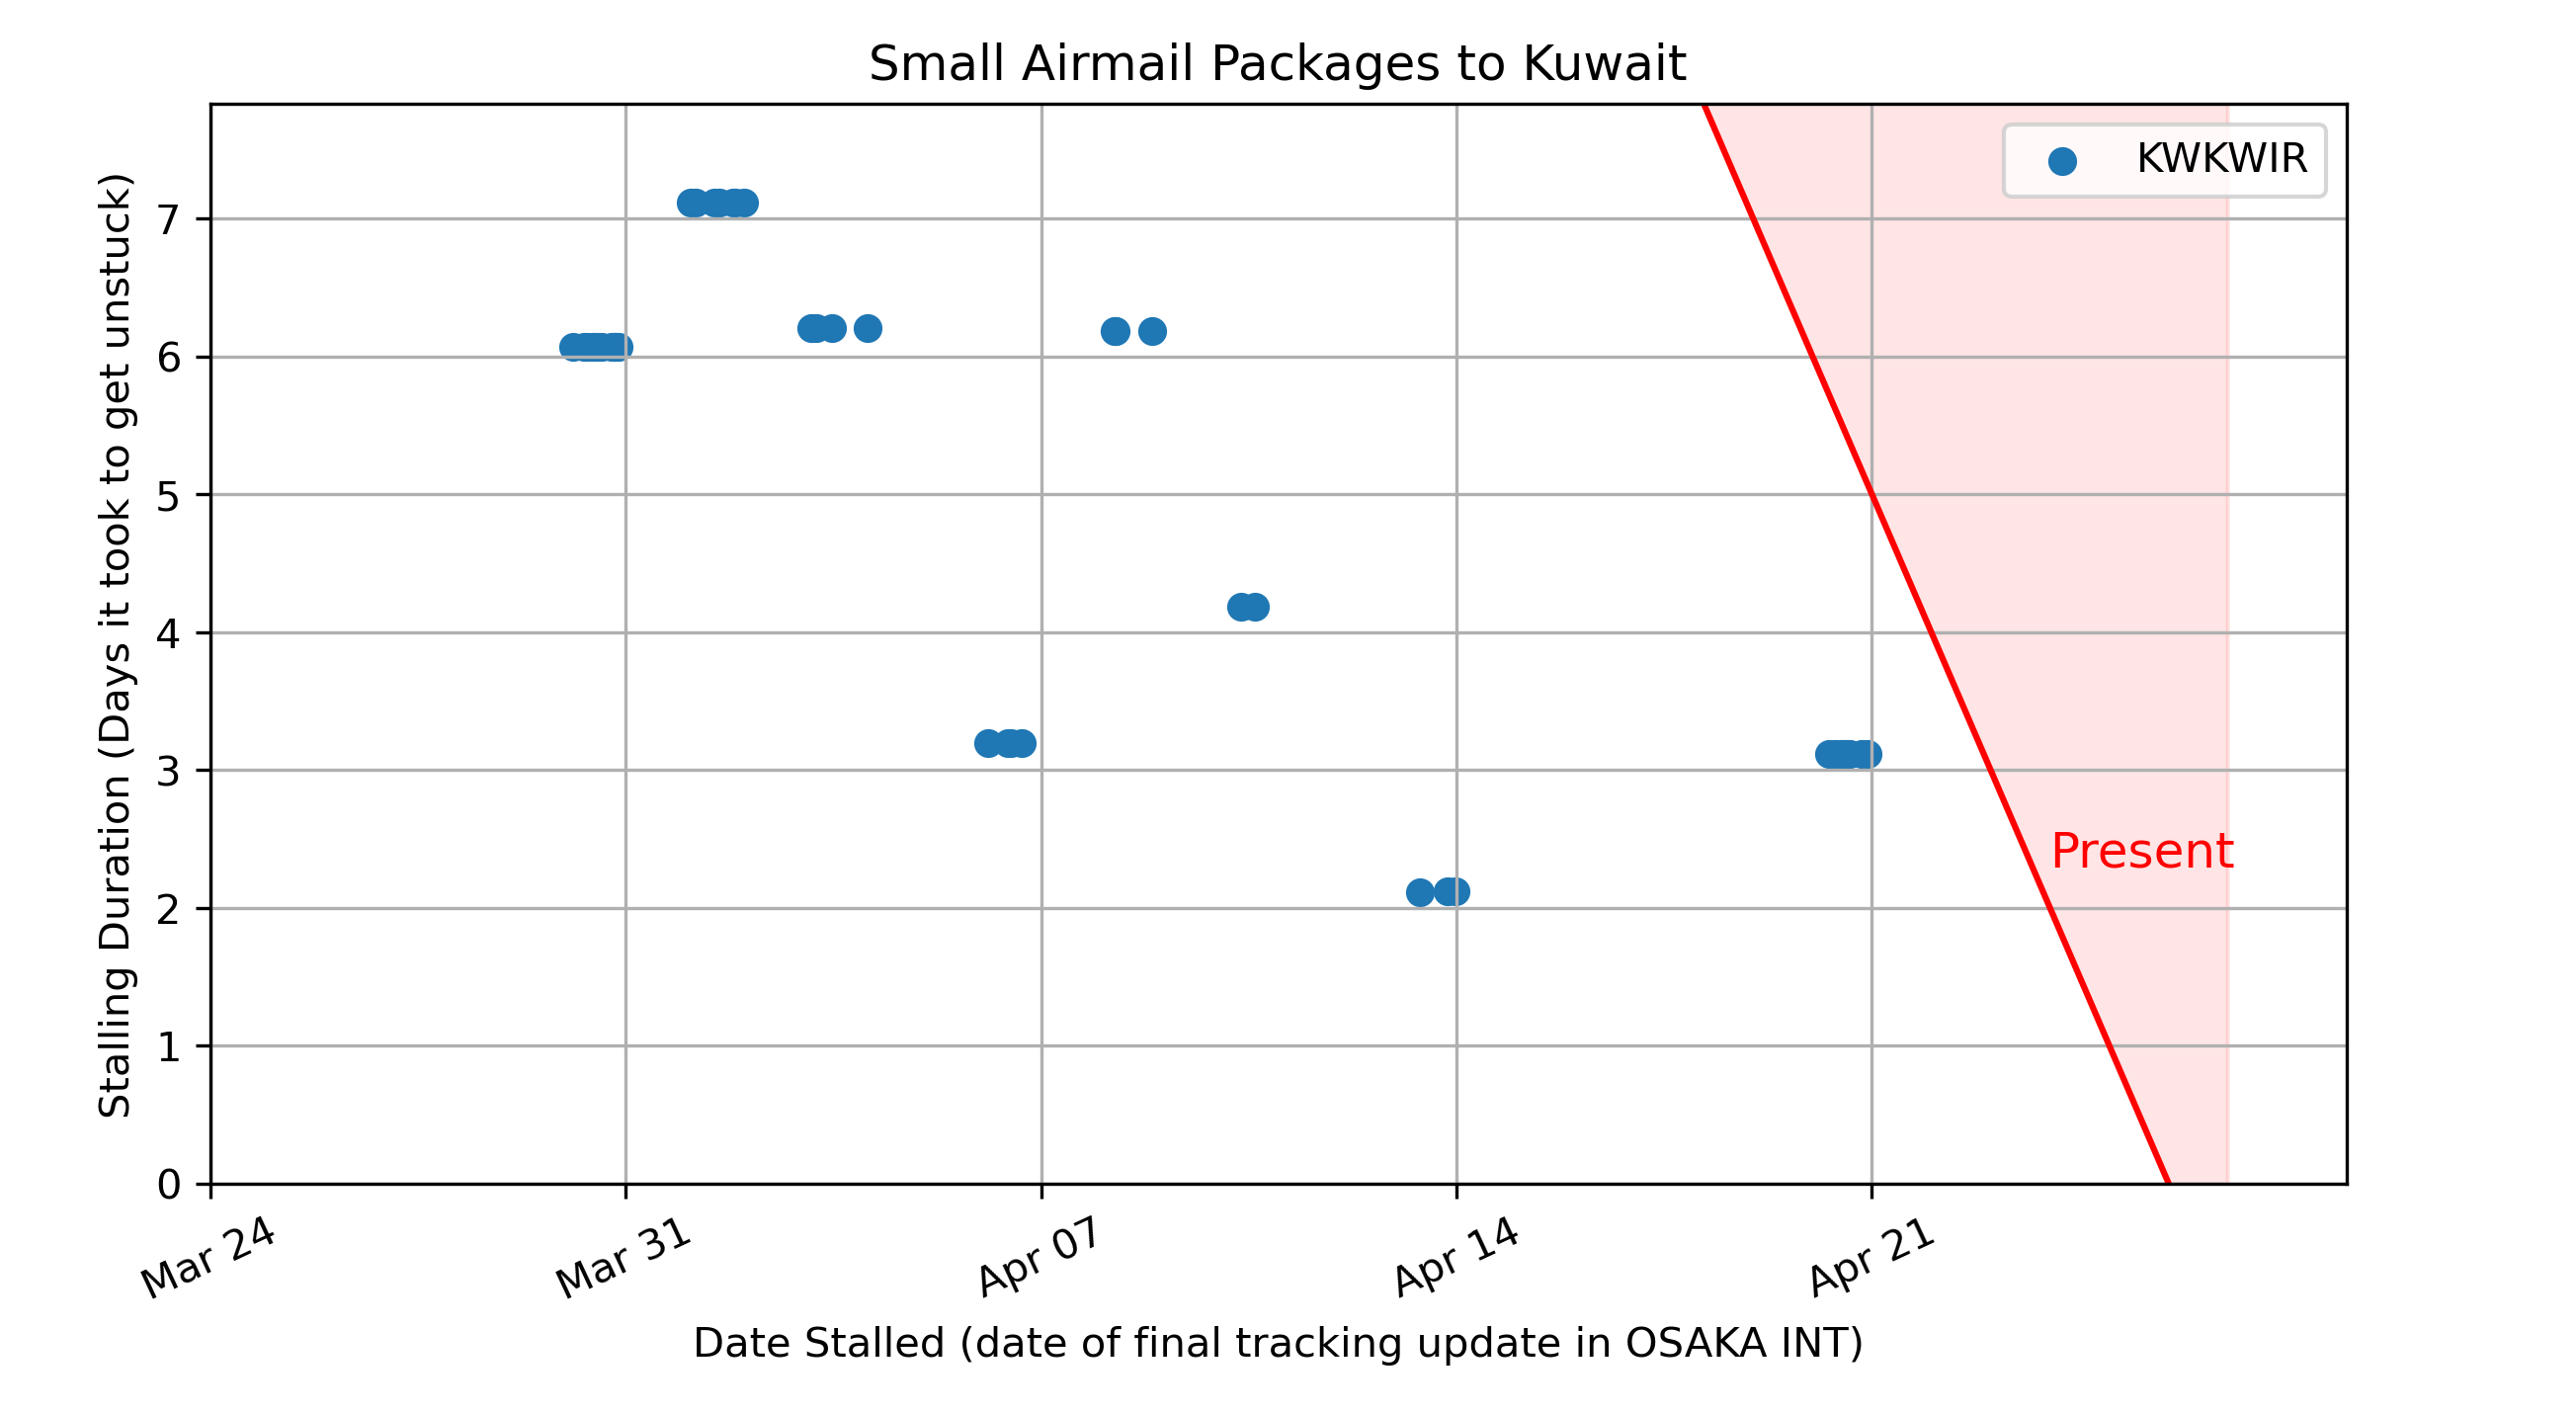 Small Airmail Packages to Kuwait
KWKWIR
Stalling Duration (Days it took to get unstuck)
7
6
5
4
3
2
1
0
Present
Mar 24
Mar 31
Apr 07
Apr 14
Apr 21
Date Stalled (date of final tracking update in OSAKA INT)